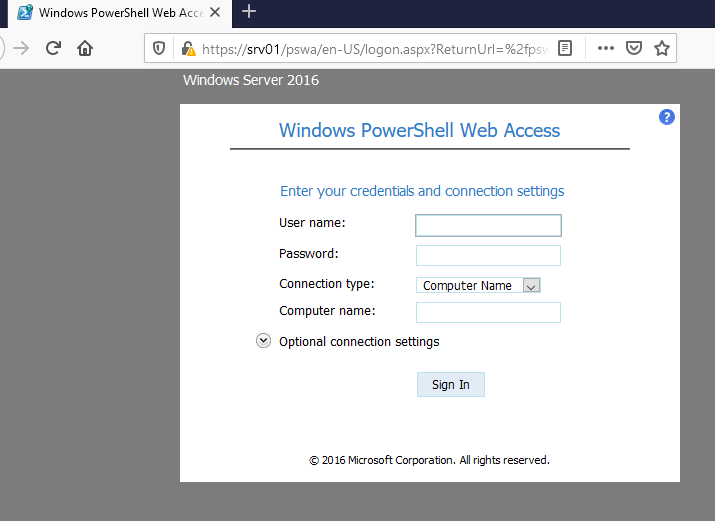 Windows PowerShell Web Acce
https://srv01/pswa/en-US/logon.aspx?ReturnUrl=%2fpsw
Windows Server 2016
?
Windows PowerShell Web Access
Enter your credentials and connection settings
User name:
Password:
Connection type: Computer Name
Computer name:
Optional connection settings
Sign In
© 2016 Microsoft Corporation. All rights reserved.